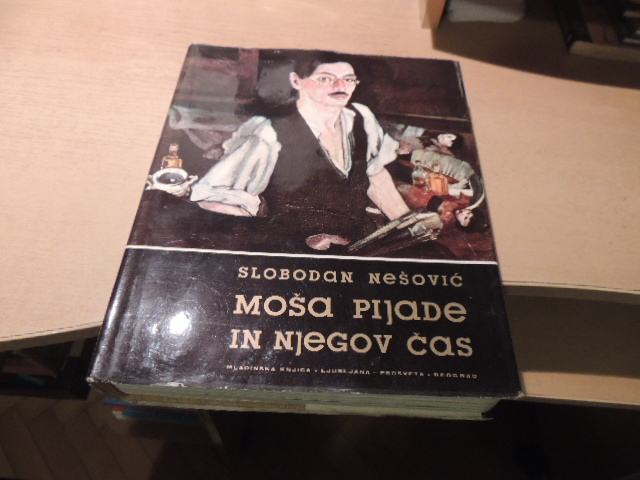 SLOBODAN NEŠOVIĆ
MOŠA PIJADE
IN NJEGOV ČAS
MLADINSKA KNJIGA • LJUBLJANA – PROSVETA • BEOGRAD